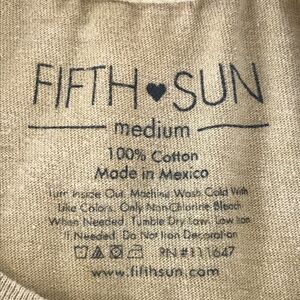 FIFTH♥SUN
medium
100% Cotton
Made in Mexico
Turn Inside Out. Machine Wash Cold With
Like Colors. Only Non-Chlorine Bleach
When Needed. Tumble Dry Low. Low Iron
If Needed. Do Not Iron Decoration
RN#111647
www.fifthsun.com